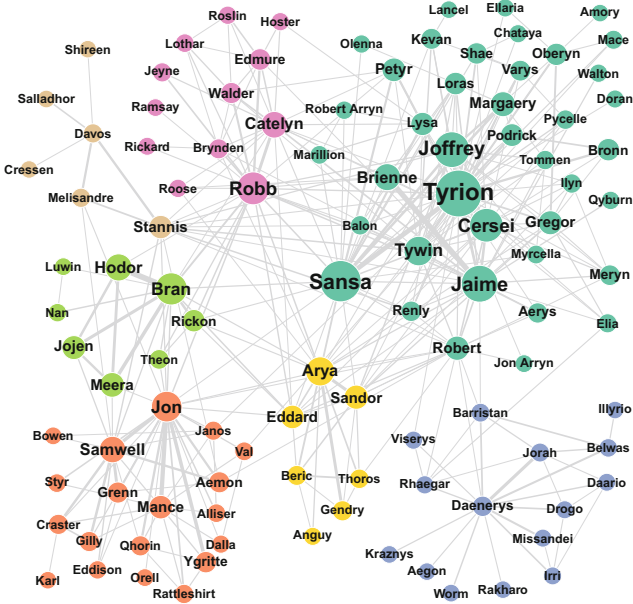 Lancel
Ellaria
Amory
Roslin
Hoster
Chataya
Mace
Kevan
Lothar
Olenna
Shae
Oberyn
Shireen
Edmure
Petyr
Varys
Walton
Jeyne
Loras
Walder
Margaery
Doran
Salladhor
Ramsay
Robert Arryn
Pycelle
Lysa
Catelyn
Podrick
Davos
Rickard
Brynden
Joffrey
Bronn
Marillion
Tommen
Cressen
Brienne
Ilyn
Roose
Robb
Tyrion
Qyburn
Melisandre
Stannis
Balon
Cersei
Gregor
Tywin
Myrcella
Luwin
Hodor
Meryn
Bran
Sansa
Jaime
Nan
Rickon
Renly
Aerys
Elia
Jojen
Robert
Theon
Arya
Jon Arryn
Meera
Sandor
Jon
Eddard
Barristan
Illyrio
Bowen
Janos
Samwell
Val
Viserys
Jorah
Belwas
Styr
Grenn
Aemon
Beric
Thoros
Rhaegar
Daario
Mance
Daenerys
Drogo
Craster
Alliser
Gendry
Gilly
Qhorin
Dalla
Anguy
Missandei
Kraznys
Karl
Eddison
Orell
Ygritte
Aegon
Irri
Rattleshirt
Worm
Rakharo